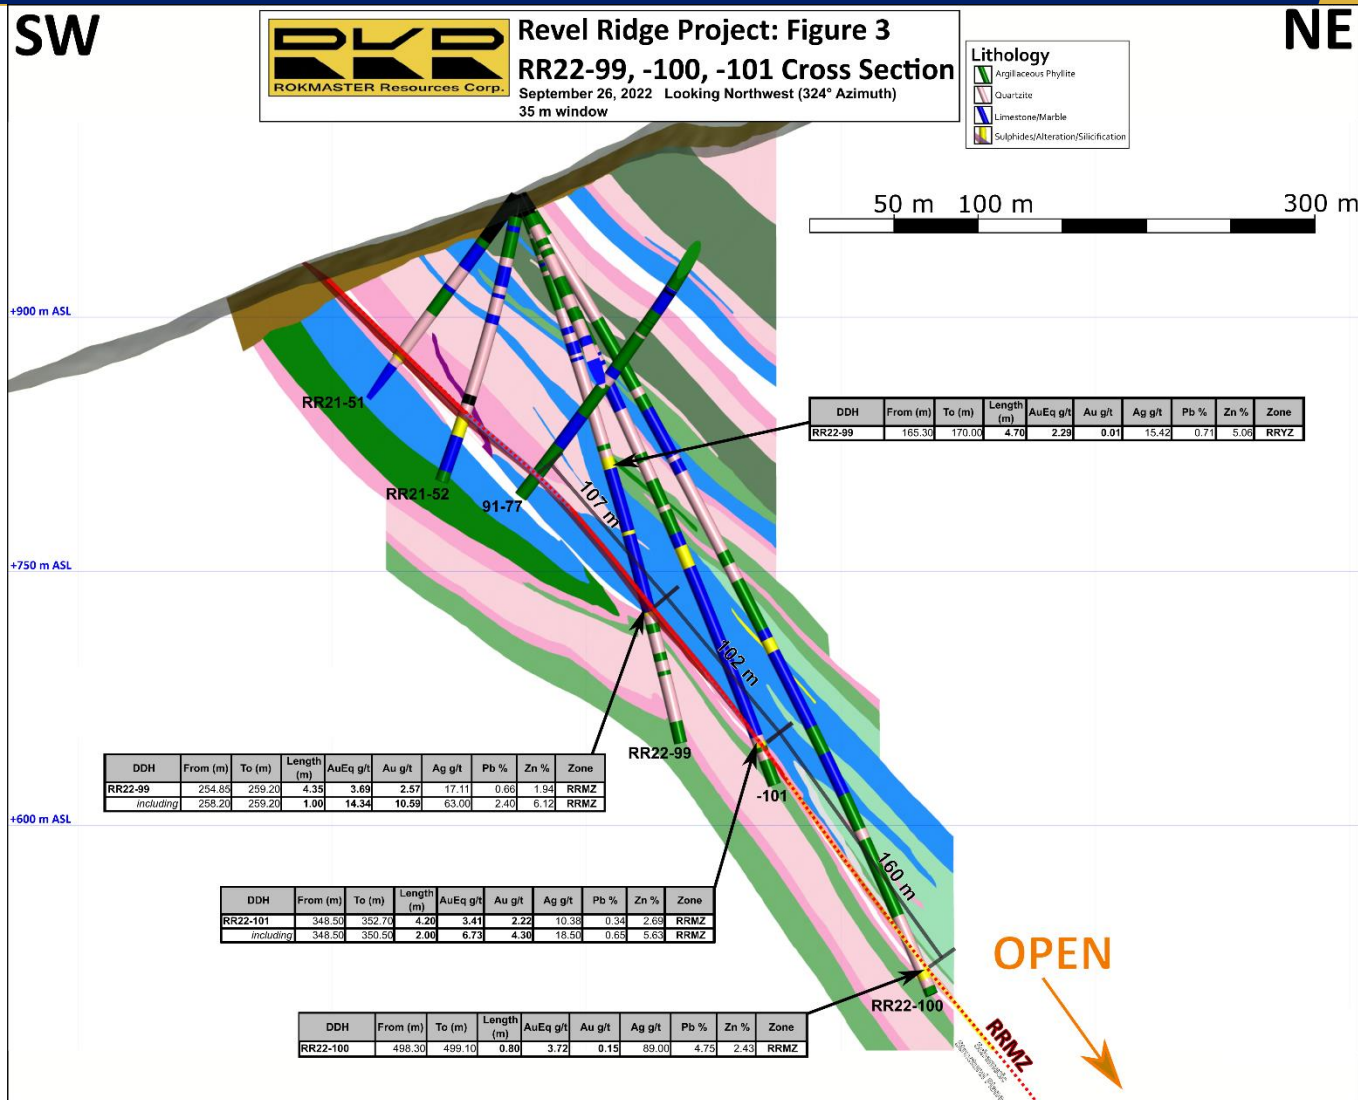 SW
NE
RKR
ROKMASTER Resources Corp.
Revel Ridge Project: Figure 3
RR22-99, -100, -101 Cross Section
September 26, 2022 Looking Northwest (324° Azimuth)
35 m window
Lithology
Argillaceous Phyllite
Quartzite
Limestone/Marble
Sulphides/Alteration/Silicification
50 m 100 m 300 m
+900 m ASL
RR21-51
DDH From (m) To (m) Length (m) AuEq g/t Au g/t Ag g/t Pb % Zn % Zone
RR22-99 165.30 170.00 4.70 2.29 0.01 15.42 0.71 5.06 RRYZ
RR21-52
91-77
107 m
+750 m ASL
102 m
RR22-99
DDH From (m) To (m) Length (m) AuEq g/t Au g/t Ag g/t Pb % Zn % Zone
RR22-99 254.85 259.20 4.35 3.69 2.57 17.11 0.66 1.94 RRMZ
including 258.20 259.20 1.00 14.34 10.59 63.00 2.40 6.12 RRMZ
-101
+600 m ASL
160 m
DDH From (m) To (m) Length (m) AuEq g/t Au g/t Ag g/t Pb % Zn % Zone
RR22-101 348.50 352.70 4.20 3.41 2.22 10.38 0.34 2.69 RRMZ
including 348.50 350.50 2.00 6.73 4.30 18.50 0.65 5.63 RRMZ
OPEN
RR22-100
DDH From (m) To (m) Length (m) AuEq g/t Au g/t Ag g/t Pb % Zn % Zone
RR22-100 498.30 499.10 0.80 3.72 0.15 89.00 4.75 2.43 RRMZ
RRMZ
Schematic
Structural Plane